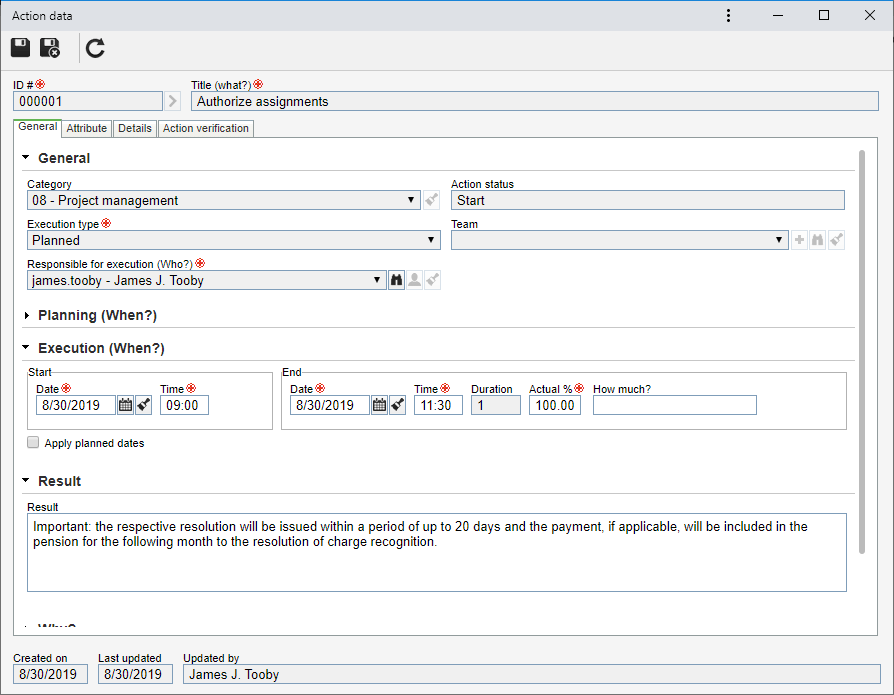 Action data
ID #
Title (what?)
000001
Authorize assignments
General Attribute Details Action verification
General
Category
Action status
08 - Project management
Start
Execution type
Team
Planned
Responsible for execution (Who?)
james.tooby - James J. Tooby
Planning (When?)
Execution (When?)
Start
End
Date Time
Date Time Duration Actual % How much?
8/30/2019 09:00
8/30/2019 11:30 1 100.00
Apply planned dates
Result
Result
Important: the respective resolution will be issued within a period of up to 20 days and the payment, if applicable, will be included in the
pension for the following month to the resolution of charge recognition.
Why?
Created on Last updated Updated by
8/30/2019 8/30/2019 James J. Tooby